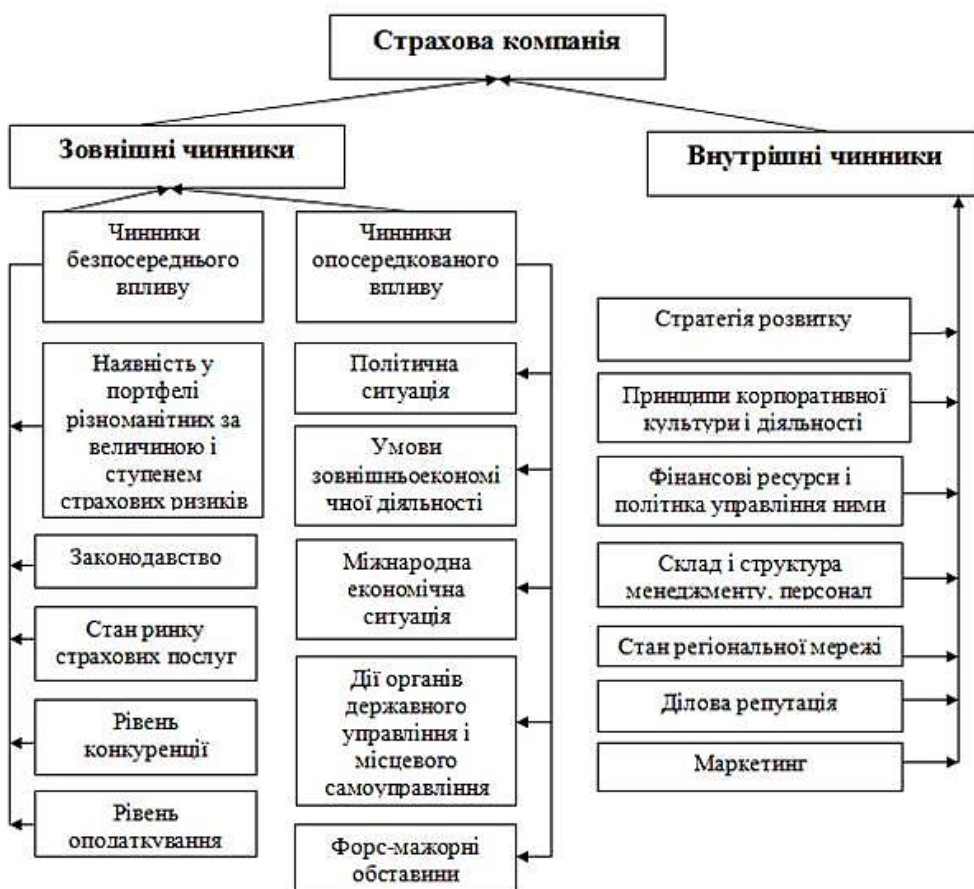 Страхова компанія
Зовнішні чинники
Внутрішні чинники
Чинники
безпосереднього
впливу
Наявність у
портфелі
різноманітних за
величиною і
ступенем
страхових ризиків
Законодавство
Стан ринку
страхових послуг
Рівень
конкуренції
Рівень
оподаткування
Чинники
опосередкованого
впливу
Політична
ситуація
Умови
зовнішньоекономі
чної діяльності
Міжнародна
економічна
ситуація
Дії органів
державного
управління і
місцевого
самоуправління
Форс-мажорні
обставини
Стратегія розвитку
Принципи корпоративної
культури і діяльності
Фінансові ресурси і
політика управління ними
Склад і структура
менеджменту, персонал
Стан регіональної мережі
Ділова репутація
Маркетинг